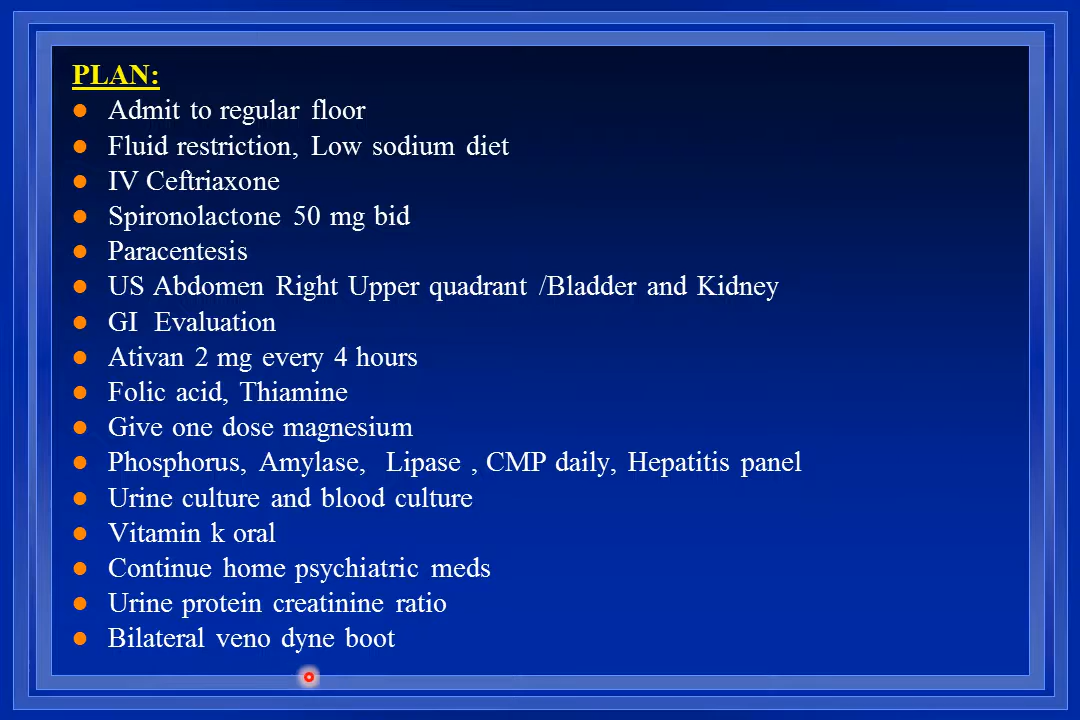 PLAN:
Admit to regular floor
Fluid restriction, Low sodium diet
IV Ceftriaxone
Spironolactone 50 mg bid
Paracentesis
US Abdomen Right Upper quadrant /Bladder and Kidney
GI Evaluation
Ativan 2 mg every 4 hours
Folic acid, Thiamine
Give one dose magnesium
Phosphorus, Amylase, Lipase , CMP daily, Hepatitis panel
Urine culture and blood culture
Vitamin k oral
Continue home psychiatric meds
Urine protein creatinine ratio
Bilateral veno dyne boot